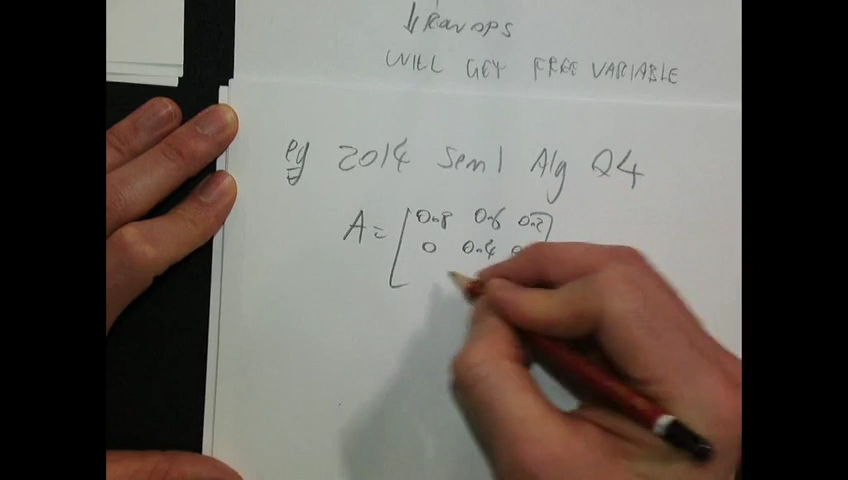 ↓ rowops
WILL GET FREE VARIABLE
eg 2014 Sem 1 Alg Q4
A = [ 0.8 0.6 0.2 ]
0 0.4